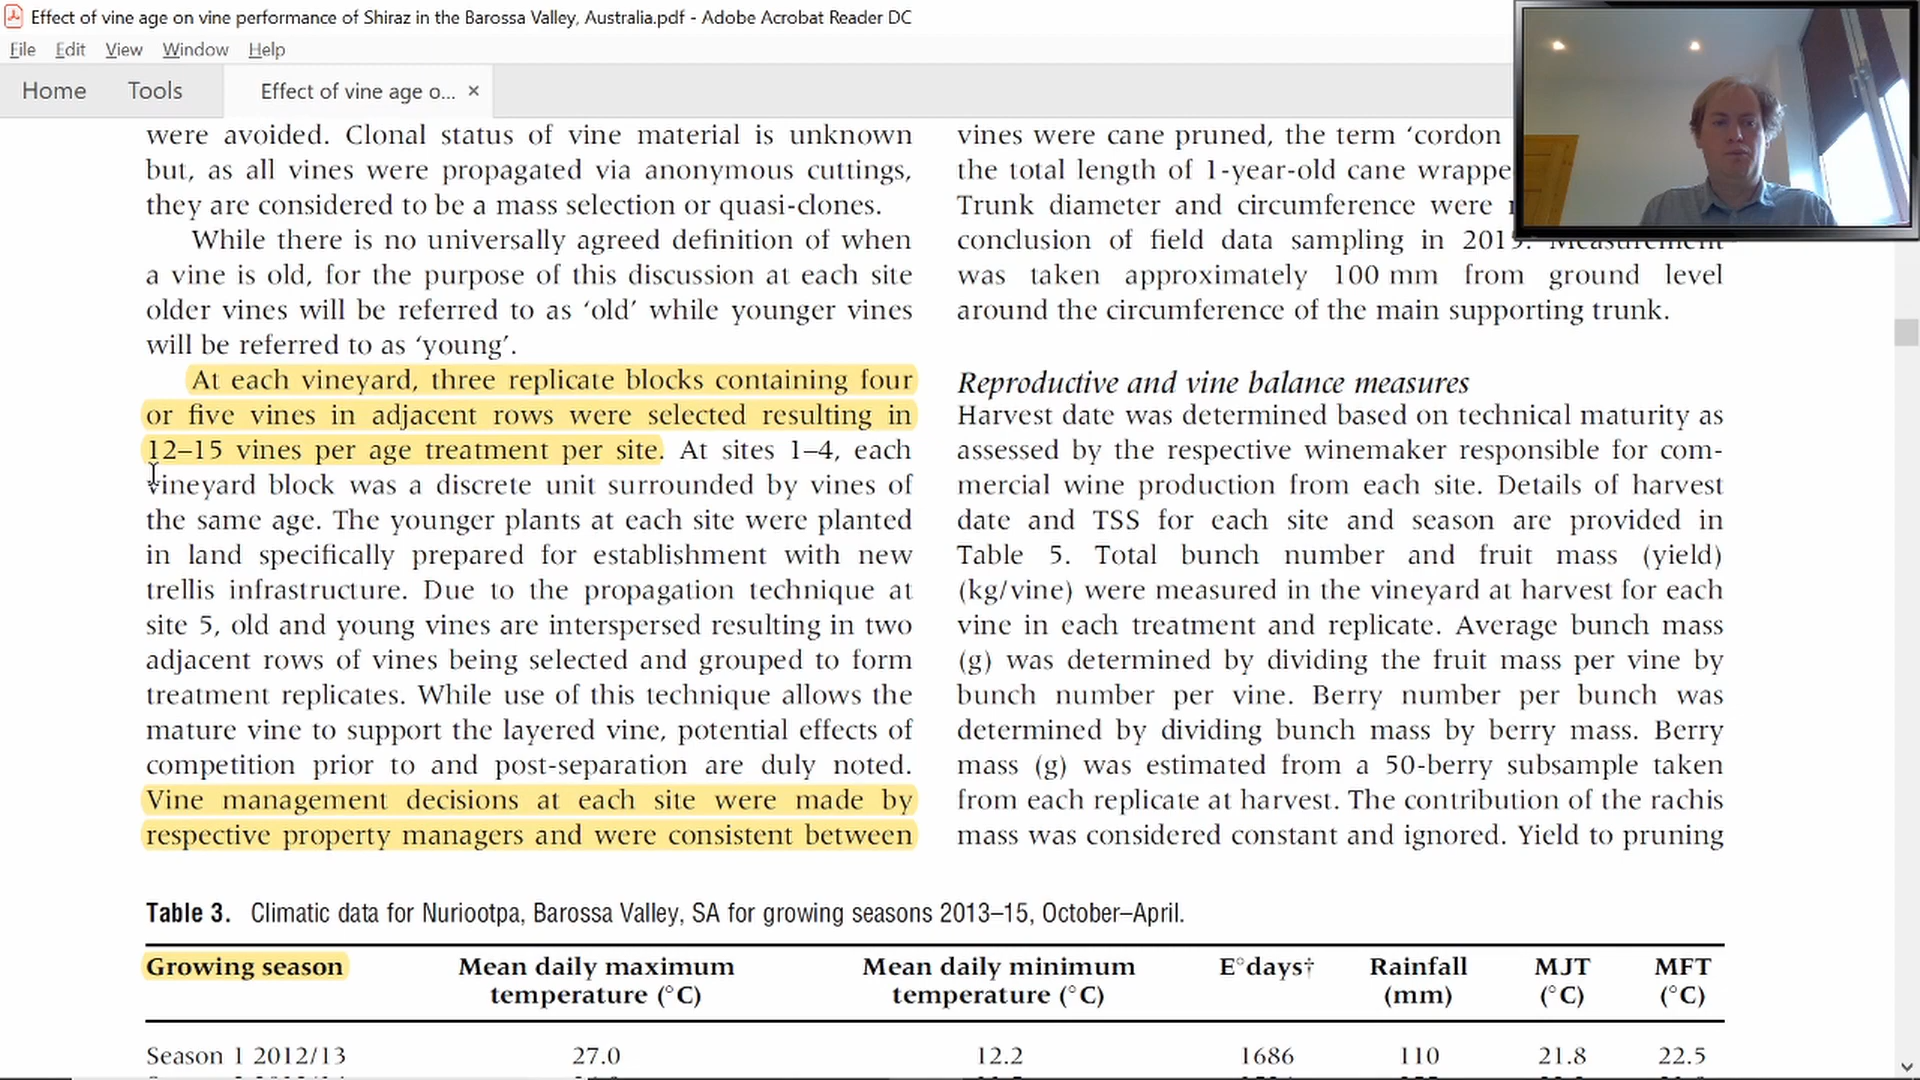 Effect of vine age on vine performance of Shiraz in the Barossa Valley, Australia.pdf - Adobe Acrobat Reader DC
File Edit View Window Help
Home Tools Effect of vine age o... ×
were avoided. Clonal status of vine material is unknown
but, as all vines were propagated via anonymous cuttings,
they are considered to be a mass selection or quasi-clones.
While there is no universally agreed definition of when
a vine is old, for the purpose of this discussion at each site
older vines will be referred to as ‘old’ while younger vines
will be referred to as ‘young’.
At each vineyard, three replicate blocks containing four
or five vines in adjacent rows were selected resulting in
12–15 vines per age treatment per site. At sites 1–4, each
vineyard block was a discrete unit surrounded by vines of
the same age. The younger plants at each site were planted
in land specifically prepared for establishment with new
trellis infrastructure. Due to the propagation technique at
site 5, old and young vines are interspersed resulting in two
adjacent rows of vines being selected and grouped to form
treatment replicates. While use of this technique allows the
mature vine to support the layered vine, potential effects of
competition prior to and post-separation are duly noted.
Vine management decisions at each site were made by
respective property managers and were consistent between
vines were cane pruned, the term ‘cordon
the total length of 1-year-old cane wrappe
Trunk diameter and circumference were
conclusion of field data sampling in 2015. Measurement
was taken approximately 100 mm from ground level
around the circumference of the main supporting trunk.
Reproductive and vine balance measures
Harvest date was determined based on technical maturity as
assessed by the respective winemaker responsible for com-
mercial wine production from each site. Details of harvest
date and TSS for each site and season are provided in
Table 5. Total bunch number and fruit mass (yield)
(kg/vine) were measured in the vineyard at harvest for each
vine in each treatment and replicate. Average bunch mass
(g) was determined by dividing the fruit mass per vine by
bunch number per vine. Berry number per bunch was
determined by dividing bunch mass by berry mass. Berry
mass (g) was estimated from a 50-berry subsample taken
from each replicate at harvest. The contribution of the rachis
mass was considered constant and ignored. Yield to pruning
Table 3. Climatic data for Nuriootpa, Barossa Valley, SA for growing seasons 2013–15, October–April.
Growing season Mean daily maximum Mean daily minimum E°days† Rainfall MJT MFT
temperature (°C) temperature (°C) (mm) (°C) (°C)
Season 1 2012/13 27.0 12.2 1686 110 21.8 22.5